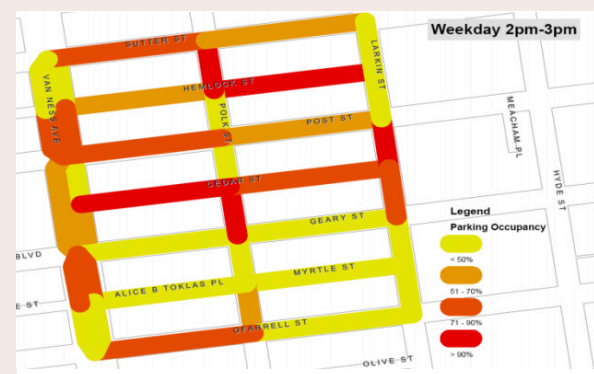 Weekday 2pm-3pm
SUTTER ST
LARKIN ST
VAN NESS AVE
HEMLOCK ST
POLK ST
POST ST
MEACHAM PL
HYDE ST
CEDAR ST
GEARY ST
BLVD
MYRTLE ST
ALICE B TOKLAS PL
E ST
OFARRELL ST
OLIVE ST
Legend
Parking Occupancy
< 50%
51 - 70%
71 - 90%
> 90%